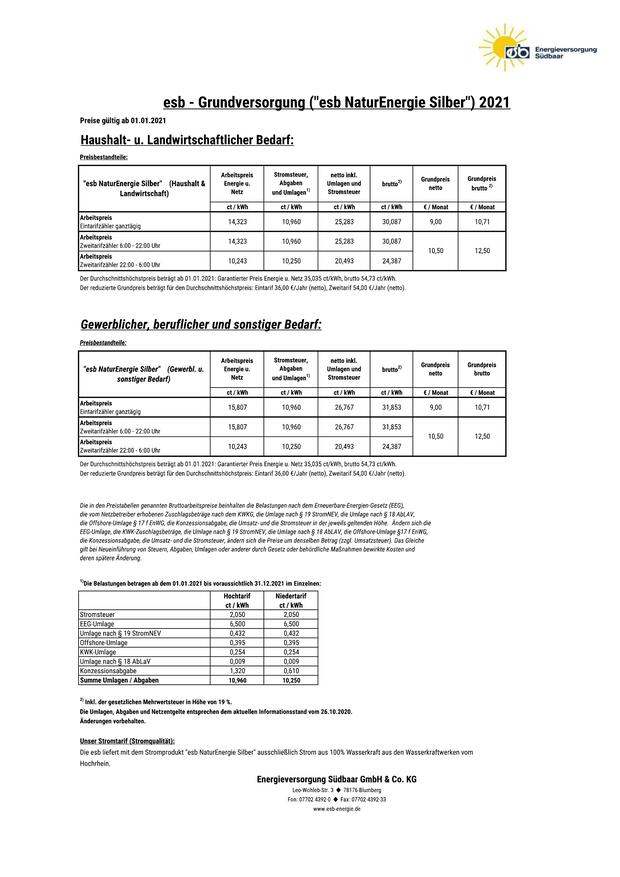 esb Energieversorgung
Südbaar
esb - Grundversorgung ("esb NaturEnergie Silber") 2021
Preise gültig ab 01.01.2021
Haushalt- u. Landwirtschaftlicher Bedarf:
Preisbestandteile:
"esb NaturEnergie Silber" (Haushalt & Landwirtschaft) Arbeitspreis Energie u. Netz Stromsteuer, Abgaben und Umlagen1) netto inkl. Umlagen und Stromsteuer brutto2) Grundpreis netto Grundpreis brutto 2)
ct / kWh ct / kWh ct / kWh ct / kWh € / Monat € / Monat
Arbeitspreis
Eintarifzähler ganztägig 14,323 10,960 25,283 30,087 9,00 10,71
Arbeitspreis
Zweitarifzähler 6:00 - 22:00 Uhr 14,323 10,960 25,283 30,087 10,50 12,50
Arbeitspreis
Zweitarifzähler 22:00 - 6:00 Uhr 10,243 10,250 20,493 24,387
Der Durchschnittshöchstpreis beträgt ab 01.01.2021: Garantierter Preis Energie u. Netz 35,035 ct/kWh, brutto 54,73 ct/kWh.
Der reduzierte Grundpreis beträgt für den Durchschnittshöchstpreis: Eintarif 36,00 €/Jahr (netto), Zweitarif 54,00 €/Jahr (netto).
Gewerblicher, beruflicher und sonstiger Bedarf:
Preisbestandteile:
"esb NaturEnergie Silber" (Gewerbl. u. sonstiger Bedarf) Arbeitspreis Energie u. Netz Stromsteuer, Abgaben und Umlagen1) netto inkl. Umlagen und Stromsteuer brutto2) Grundpreis netto Grundpreis brutto
ct / kWh ct / kWh ct / kWh ct / kWh € / Monat € / Monat
Arbeitspreis
Eintarifzähler ganztägig 15,807 10,960 26,767 31,853 9,00 10,71
Arbeitspreis
Zweitarifzähler 6:00 - 22:00 Uhr 15,807 10,960 26,767 31,853 10,50 12,50
Arbeitspreis
Zweitarifzähler 22:00 - 6:00 Uhr 10,243 10,250 20,493 24,387
Der Durchschnittshöchstpreis beträgt ab 01.01.2021: Garantierter Preis Energie u. Netz 35,035 ct/kWh, brutto 54,73 ct/kWh.
Der reduzierte Grundpreis beträgt für den Durchschnittshöchstpreis: Eintarif 36,00 €/Jahr (netto), Zweitarif 54,00 €/Jahr (netto).
Die in den Preistabellen genannten Bruttoarbeitspreise beinhalten die Belastungen nach dem Erneuerbare-Energien-Gesetz (EEG),
die vom Netzbetreiber erhobenen Zuschlagsbeträge nach dem KWKG, die Umlage nach § 19 StromNEV, die Umlage nach § 18 AbLAV,
die Offshore-Umlage § 17 f EnWG, die Konzessionsabgabe, die Umsatz- und die Stromsteuer in der jeweils geltenden Höhe. Ändern sich die
EEG-Umlage, die KWK-Zuschlagsbeträge, die Umlage nach § 19 StromNEV, die Umlage nach § 18 AbLAV, die Offshore-Umlage §17 f EnWG,
die Konzessionsabgabe, die Umsatz- und die Stromsteuer, ändern sich die Preise um denselben Betrag (zzgl. Umsatzsteuer). Das Gleiche
gilt bei Neueinführung von Steuern, Abgaben, Umlagen oder anderer durch Gesetz oder behördliche Maßnahmen bewirkte Kosten und
deren spätere Änderung.
1)Die Belastungen betragen ab dem 01.01.2021 bis voraussichtlich 31.12.2021 im Einzelnen:
Hochtarif Niedertarif
ct / kWh ct / kWh
Stromsteuer 2,050 2,050
EEG-Umlage 6,500 6,500
Umlage nach § 19 StromNEV 0,432 0,432
Offshore-Umlage 0,395 0,395
KWK-Umlage 0,254 0,254
Umlage nach § 18 AbLaV 0,009 0,009
Konzessionsabgabe 1,320 0,610
Summe Umlagen / Abgaben 10,960 10,250
2) Inkl. der gesetzlichen Mehrwertsteuer in Höhe von 19 %.
Die Umlagen, Abgaben und Netzentgelte entsprechen dem aktuellen Informationsstand vom 26.10.2020.
Änderungen vorbehalten.
Unser Stromtarif (Stromqualität):
Die esb liefert mit dem Stromprodukt "esb NaturEnergie Silber" ausschließlich Strom aus 100% Wasserkraft aus den Wasserkraftwerken vom
Hochrhein.
Energieversorgung Südbaar GmbH & Co. KG
Leo-Wohleb-Str. 3 ◆ 78176 Blumberg
Fon: 07702 4392-0 ◆ Fax: 07702 4392-33
www.esb-energie.de